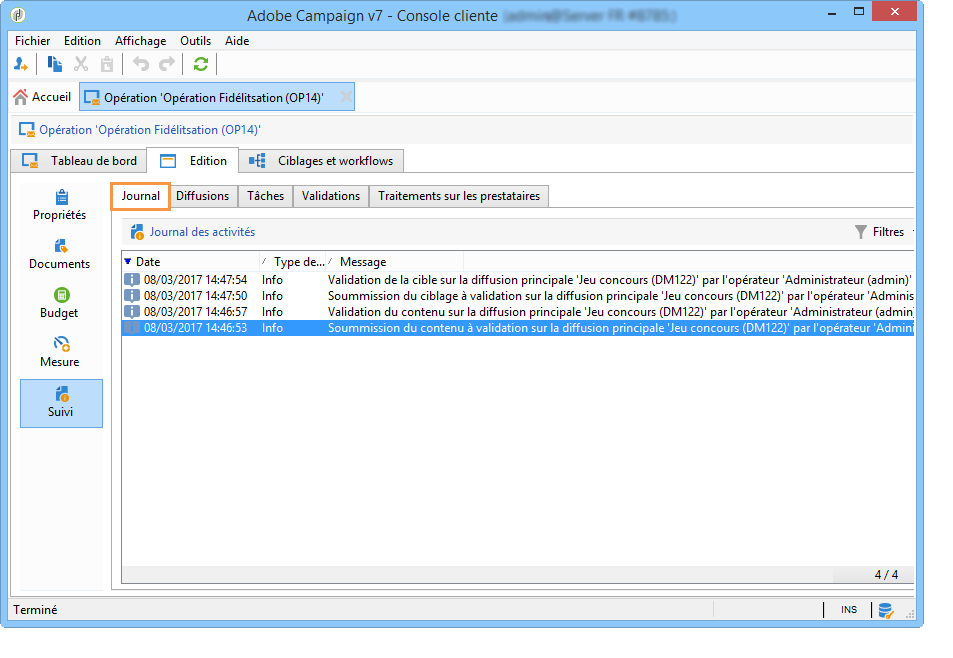 Adobe Campaign v7 - Console cliente
Fichier Edition Affichage Outils Aide
Accueil Opération 'Opération Fidélitsation (OP14)'
Opération 'Opération Fidélitsation (OP14)'
Tableau de bord Edition Ciblages et workflows
Propriétés
Documents
Budget
Mesure
Suivi
Journal Diffusions Tâches Validations Traitements sur les prestataires
Journal des activités Filtres
Date Type de... Message
08/03/2017 14:47:54 Info Validation de la cible sur la diffusion principale 'Jeu concours (DM122)' par l'opérateur 'Administrateur (admin)'
08/03/2017 14:47:50 Info Soummission du ciblage à validation sur la diffusion principale 'Jeu concours (DM122)' par l'opérateur 'Adminis
08/03/2017 14:46:57 Info Validation du contenu sur la diffusion principale 'Jeu concours (DM122)' par l'opérateur 'Administrateur (admin)
08/03/2017 14:46:53 Info Soummission du contenu à validation sur la diffusion principale 'Jeu concours (DM122)' par l'opérateur 'Admini
4 / 4
Terminé INS